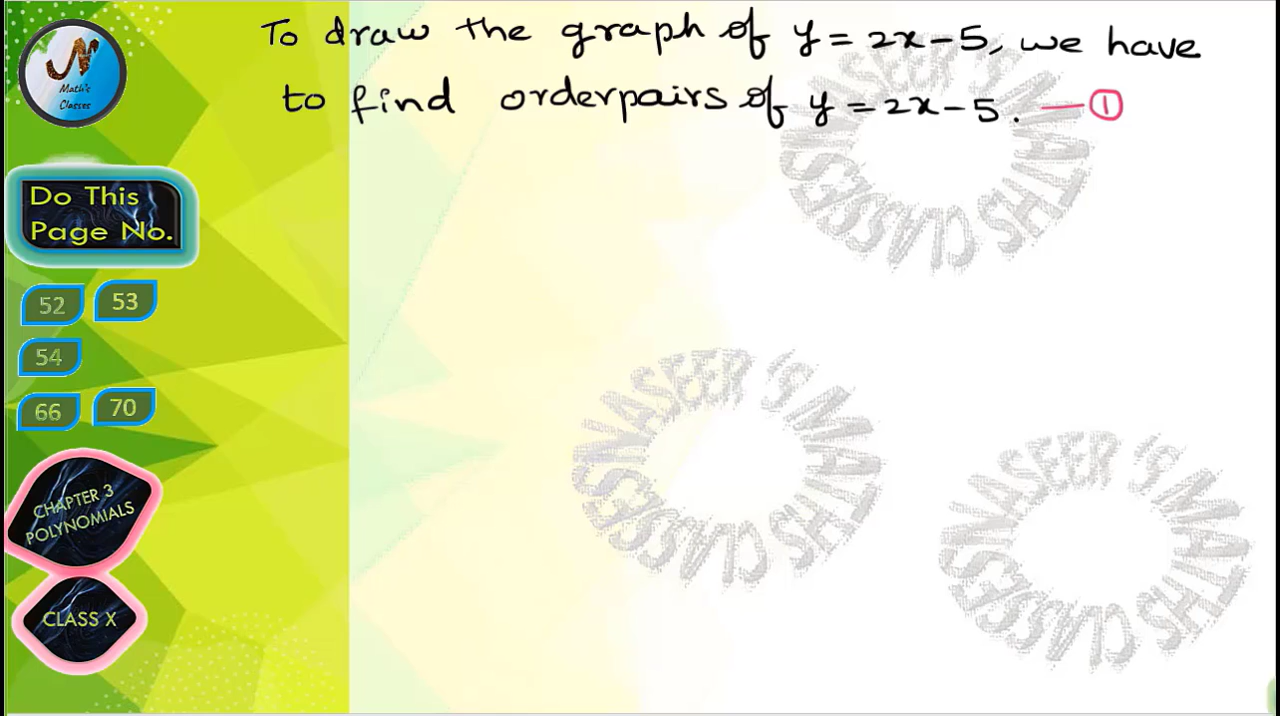 To draw the graph of y = 2x - 5, we have
to find orderpairs of y = 2x - 5. — ①
N
Math's
Classes
Do This
Page No.
52 53
54
66 70
CHAPTER 3
POLYNOMIALS
CLASS X
NASEER'S MATHS CLASSES
NASEER'S MATHS CLASSES
NASEER'S MATHS CLASSES